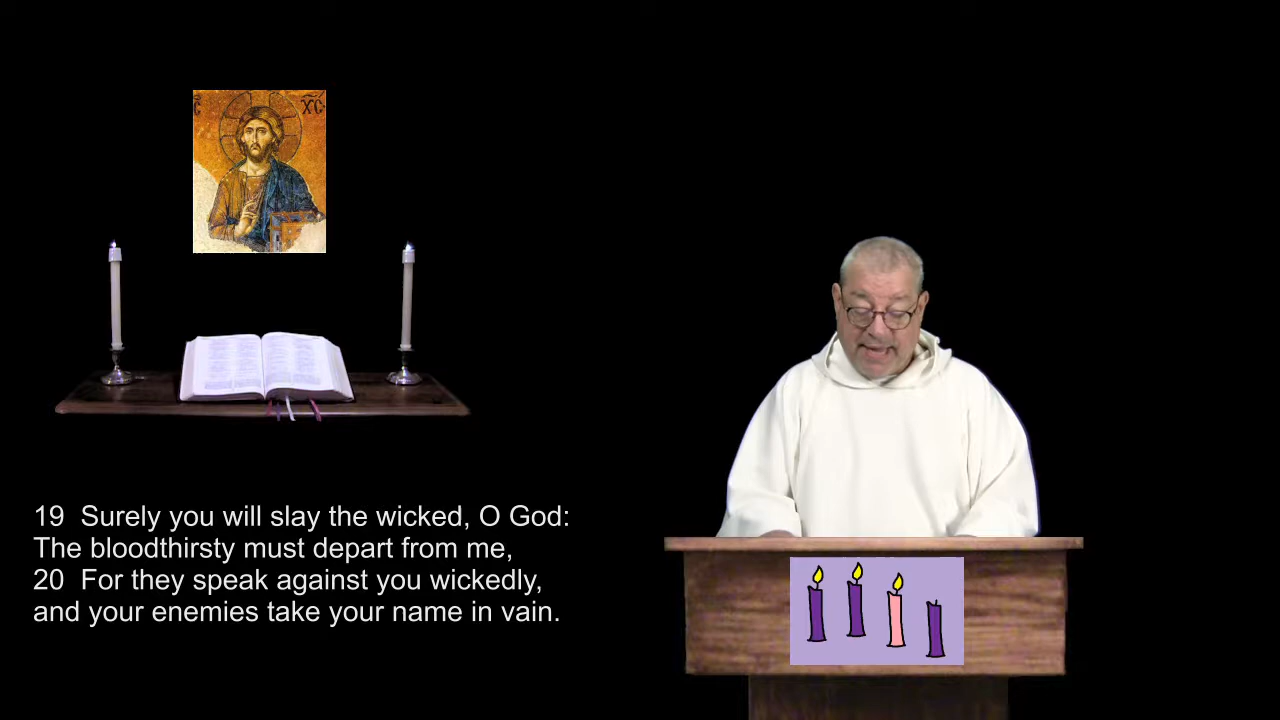 XC
19 Surely you will slay the wicked, O God:
The bloodthirsty must depart from me,
20 For they speak against you wickedly,
and your enemies take your name in vain.